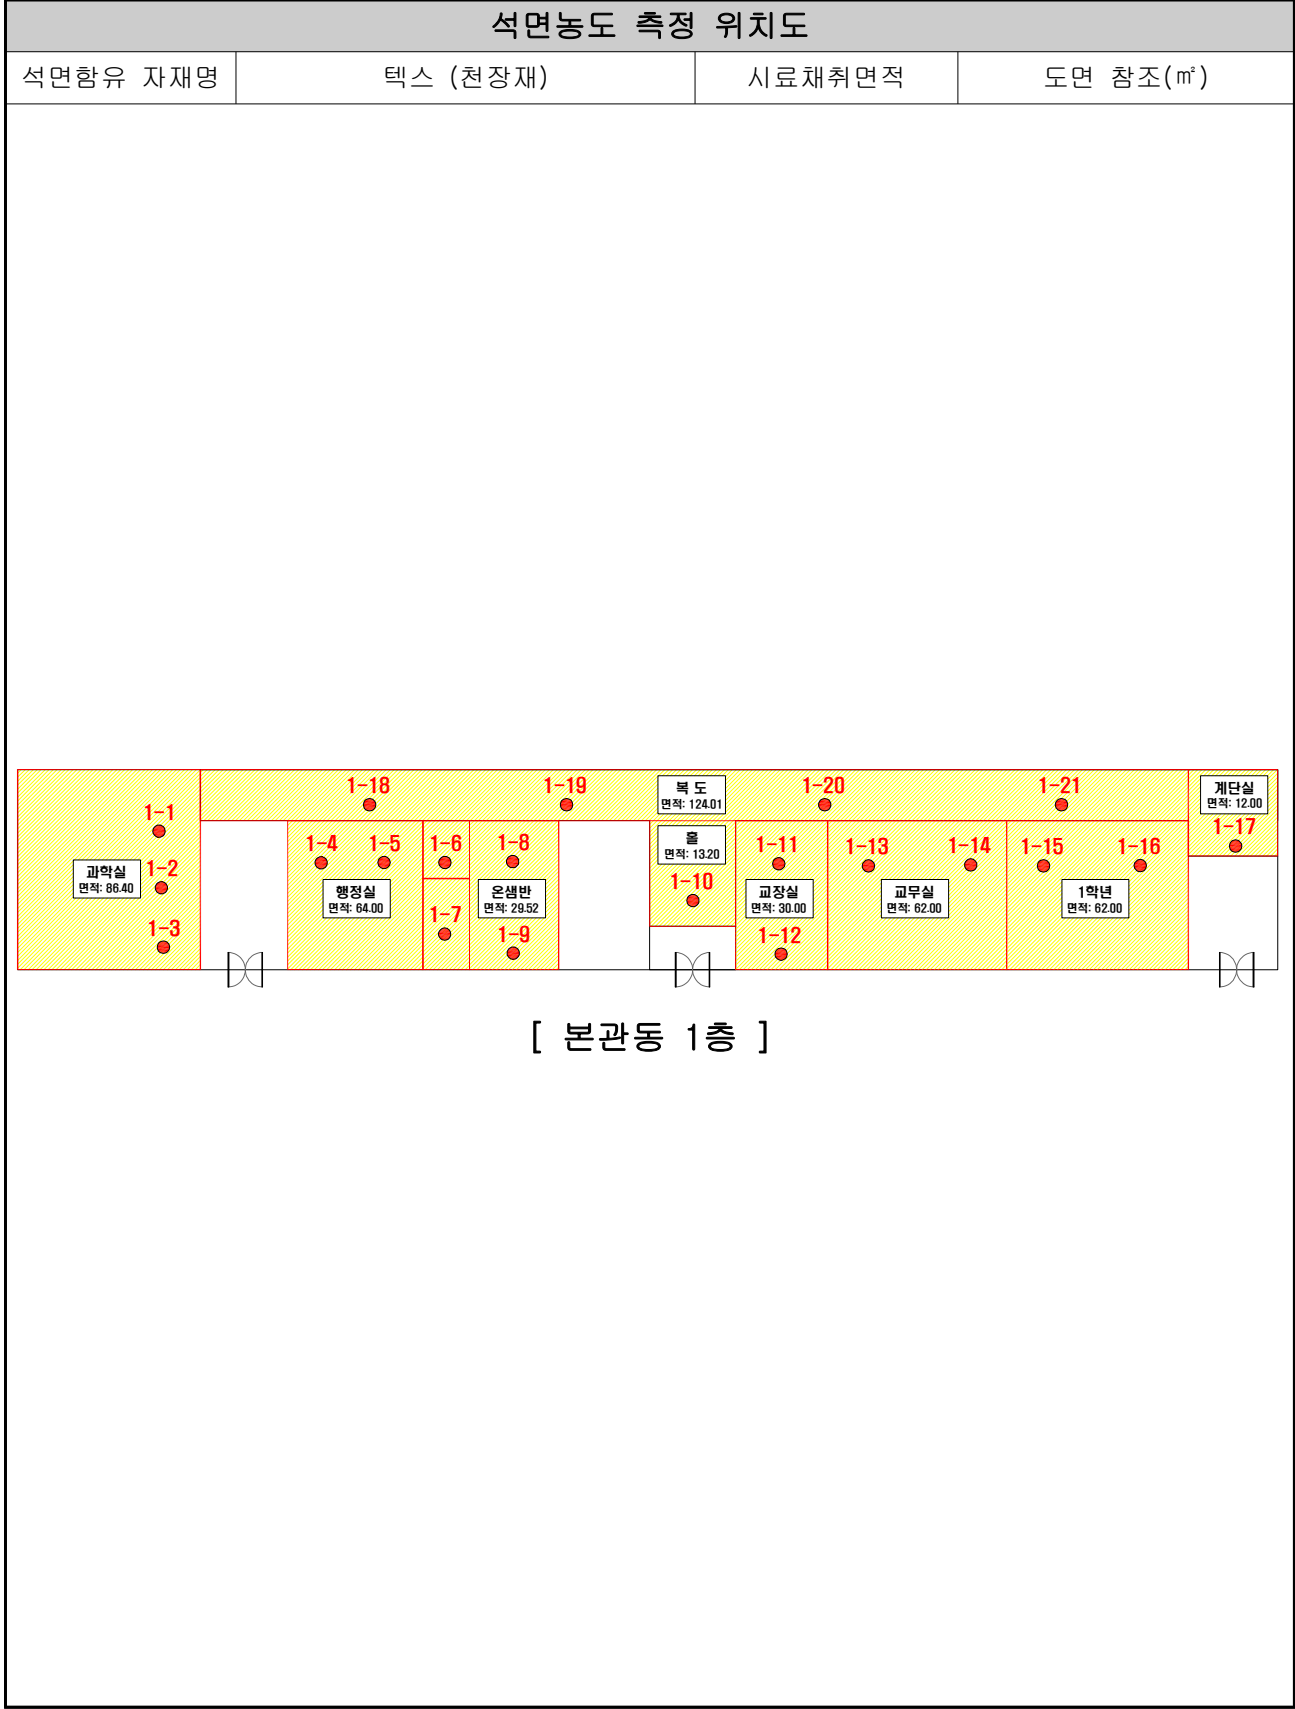 석면농도 측정 위치도
석면함유 자재명 텍스 (천장재) 시료채취면적 도면 참조(㎡)
1-18 1-19 복 도 1-20 1-21 계단실
면적: 124.01 면적: 12.00
1-1 1-17
홀
면적: 13.20
1-4 1-5 1-6 1-8 1-11 1-13 1-14 1-15 1-16
과학실 1-2
면적: 86.40
1-10
행정실 온샘반 교장실 교무실 1학년
면적: 64.00 면적: 29.52 면적: 30.00 면적: 62.00 면적: 62.00
1-3 1-7 1-9 1-12
[ 본관동 1층 ]